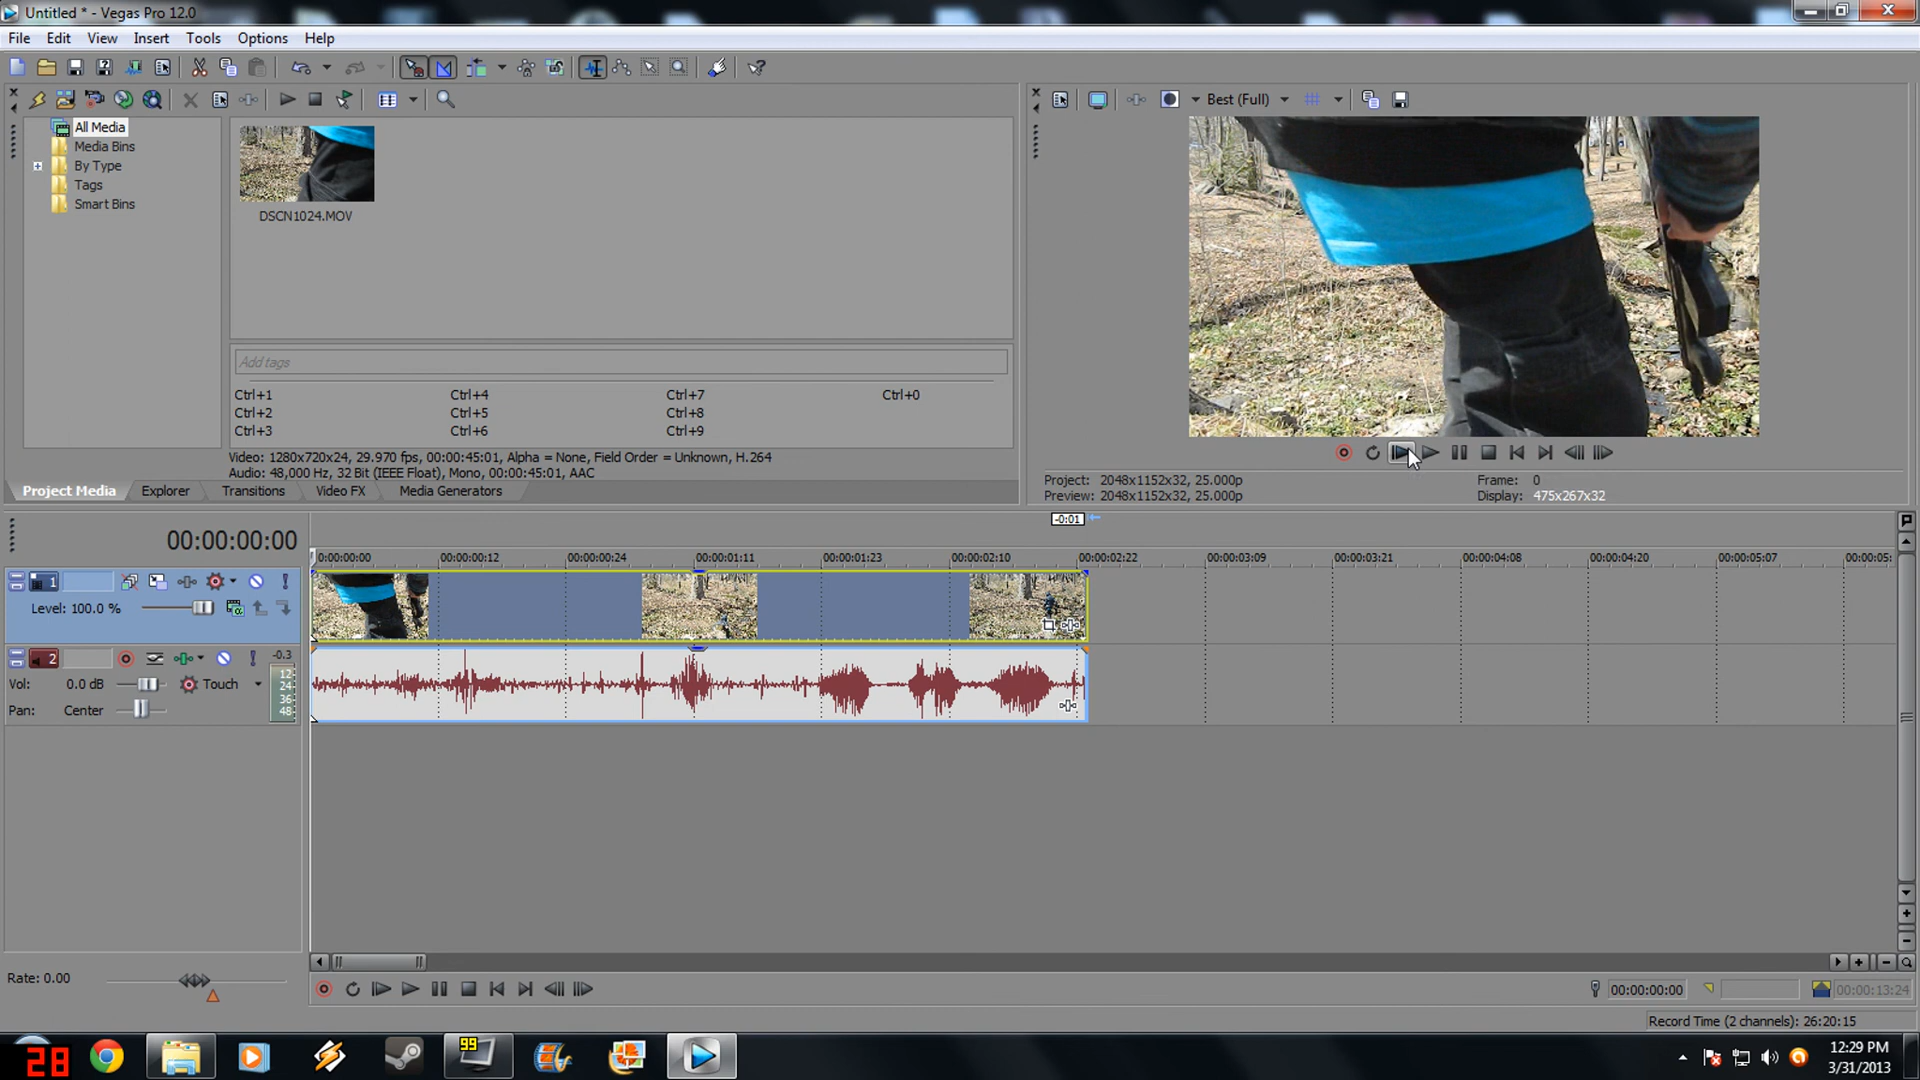 Untitled * - Vegas Pro 12.0
File Edit View Insert Tools Options Help
Best (Full)
All Media
Media Bins
By Type
Tags
Smart Bins
DSCN1024.MOV
Add tags
Ctrl+1 Ctrl+4 Ctrl+7 Ctrl+0
Ctrl+2 Ctrl+5 Ctrl+8
Ctrl+3 Ctrl+6 Ctrl+9
Video: 1280x720x24, 29.970 fps, 00:00:45:01, Alpha = None, Field Order = Unknown, H.264
Audio: 48,000 Hz, 32 Bit (IEEE Float), Mono, 00:00:45:01, AAC
Project Media Explorer Transitions Video FX Media Generators
Project: 2048x1152x32, 25.000p Frame: 0
Preview: 2048x1152x32, 25.000p Display: 475x267x32
-0:01
00:00:00:00
0:00:00:00 00:00:00:12 00:00:00:24 00:00:01:11 00:00:01:23 00:00:02:10 00:00:02:22 00:00:03:09 00:00:03:21 00:00:04:08 00:00:04:20 00:00:05:07 00:00:05:
1
Level: 100.0 %
2 -0.3
12
24
36
48
Vol: 0.0 dB Touch
Pan: Center
Rate: 0.00
00:00:00:00 00:00:13:24
Record Time (2 channels): 26:20:15
28
99
12:29 PM
3/31/2013